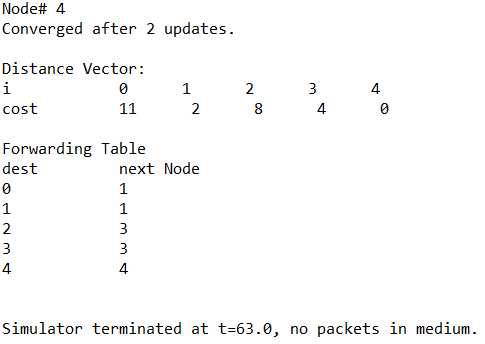 Node# 4
Converged after 2 updates.
Distance Vector:
i 0 1 2 3 4
cost 11 2 8 4 0
Forwarding Table
dest next Node
0 1
1 1
2 3
3 3
4 4
Simulator terminated at t=63.0, no packets in medium.